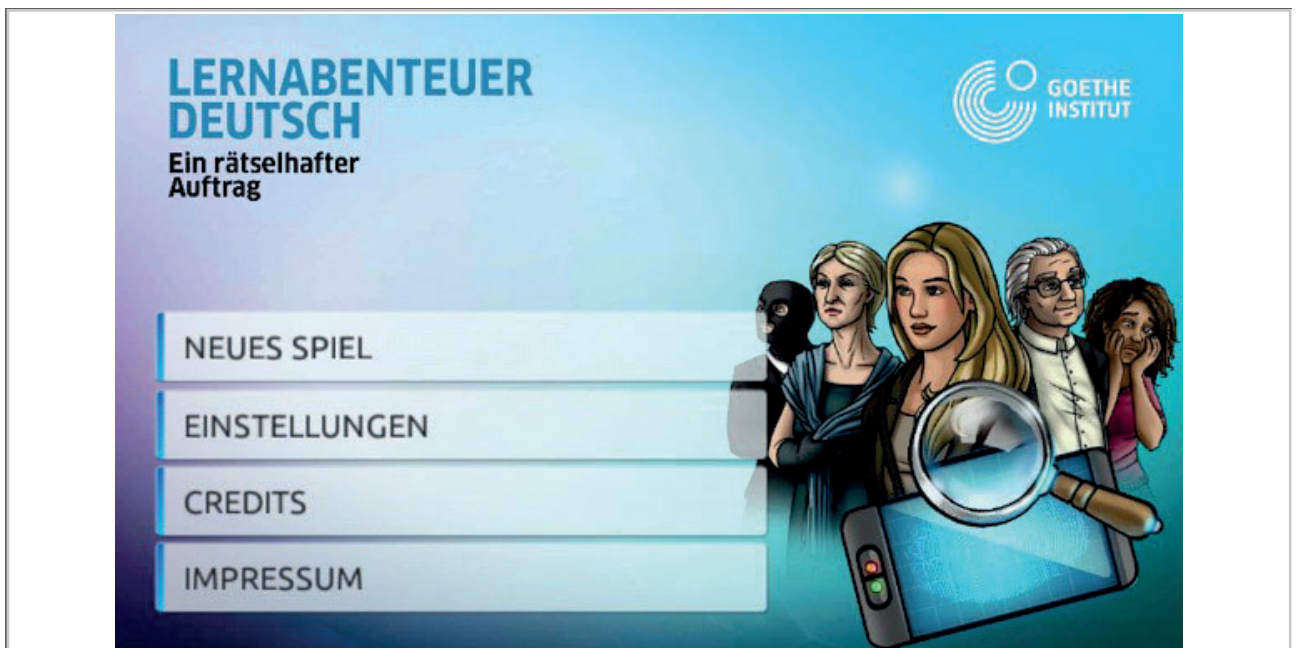 LERNABENTEUER
DEUTSCH
Ein rätselhafter
Auftrag
GOETHE
INSTITUT
NEUES SPIEL
EINSTELLUNGEN
CREDITS
IMPRESSUM